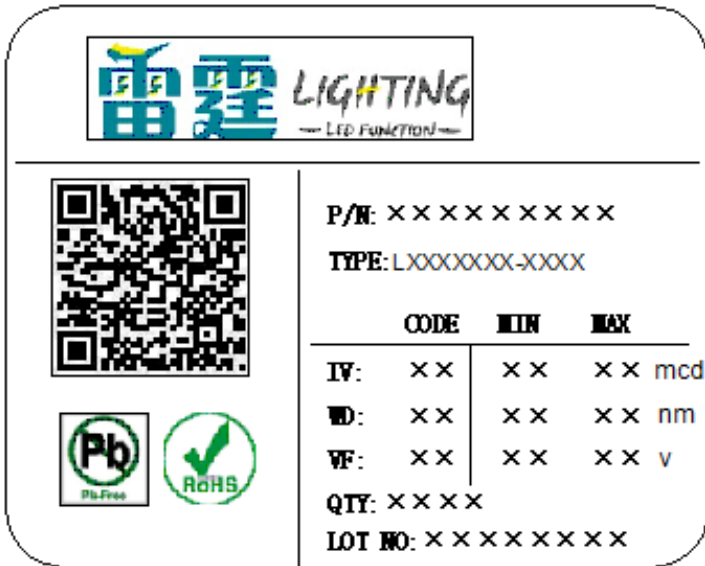 雷霆 LIGHTING
LED FUNCTION
P/N: ×××××××××
TYPE:LXXXXXXX-XXXX
CODE MIN MAX
IV: ×× ×× ×× mcd
WD: ×× ×× ×× nm
VF: ×× ×× ×× v
QTY: ××××
LOT NO: ××××××××
Pb
Pb-Free
RoHS